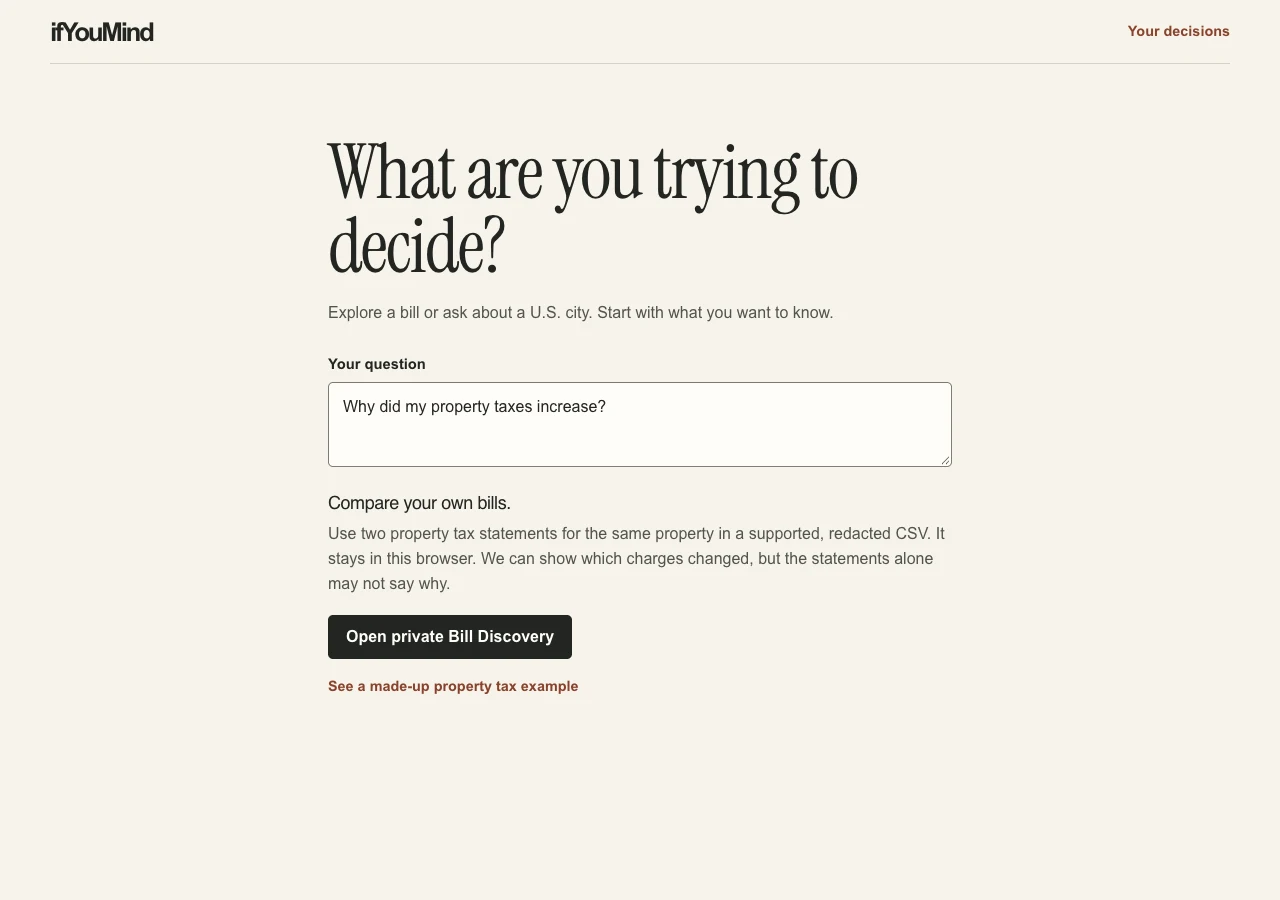 ifYouMind
Your decisions
What are you trying to
decide?
Explore a bill or ask about a U.S. city. Start with what you want to know.
Your question
Why did my property taxes increase?
Compare your own bills.
Use two property tax statements for the same property in a supported, redacted CSV. It
stays in this browser. We can show which charges changed, but the statements alone
may not say why.
Open private Bill Discovery
See a made-up property tax example